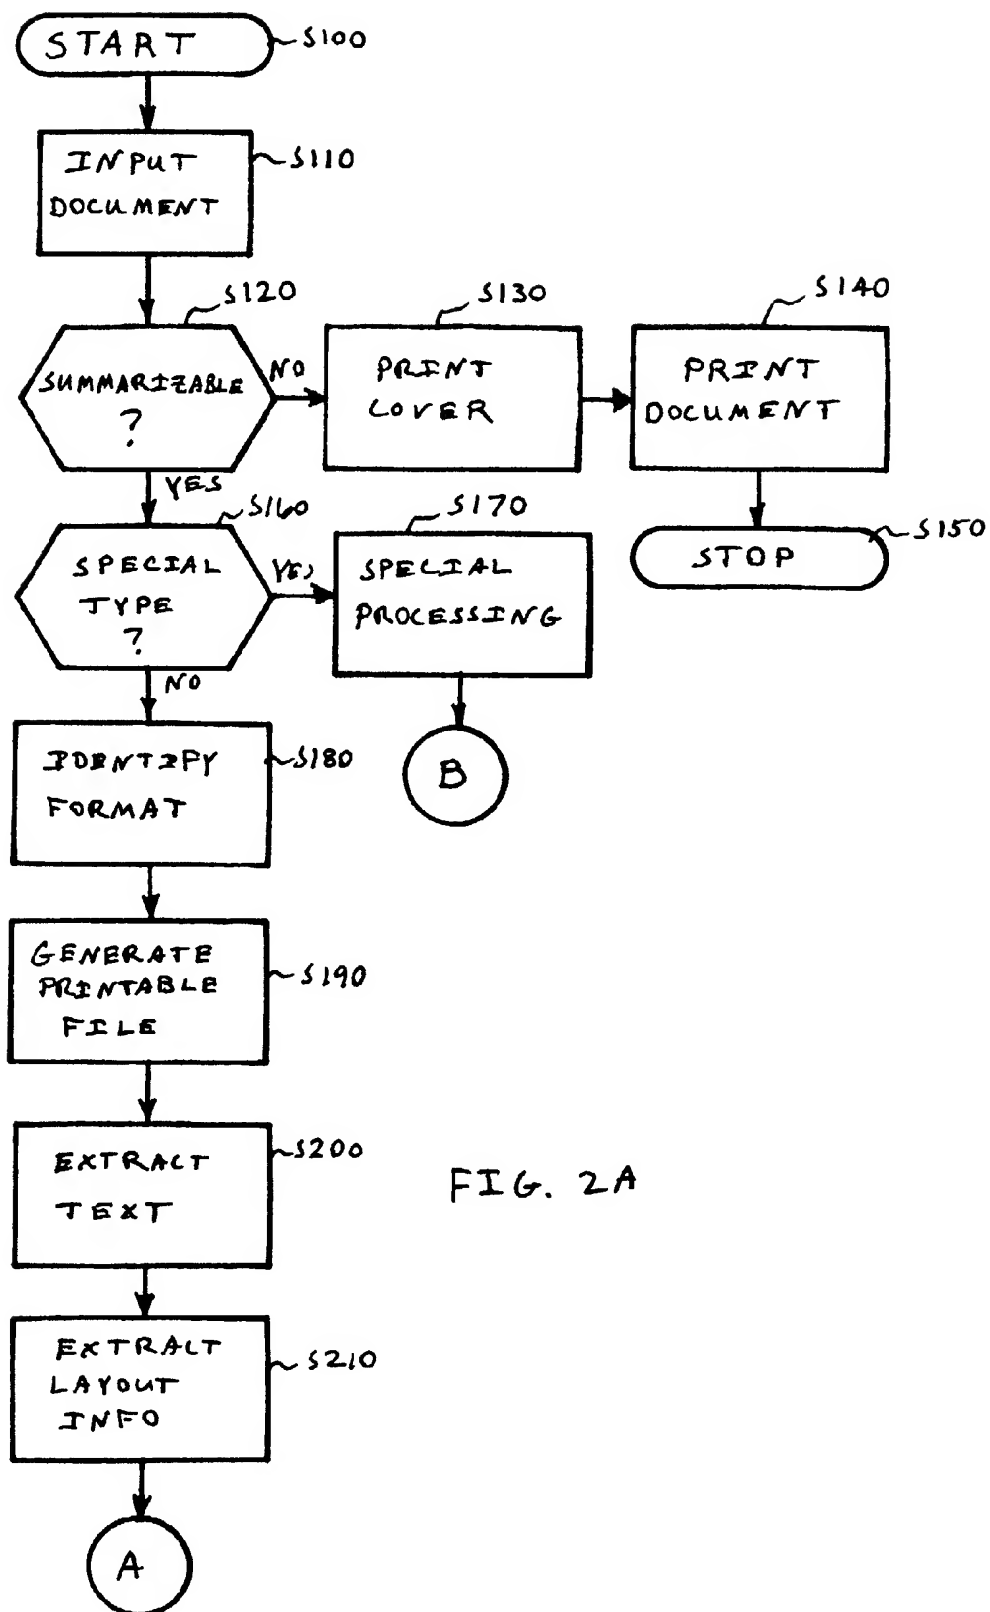 START
S100
INPUT
DOCUMENT
S110
S120
SUMMARIZABLE
?
NO
S130
PRINT
COVER
S140
PRINT
DOCUMENT
S150
STOP
YES
S160
SPECIAL
TYPE
?
YES
S170
SPECIAL
PROCESSING
B
NO
IDENTIFY
FORMAT
S180
GENERATE
PRINTABLE
FILE
S190
EXTRACT
TEXT
S200
FIG. 2A
EXTRACT
LAYOUT
INFO
S210
A